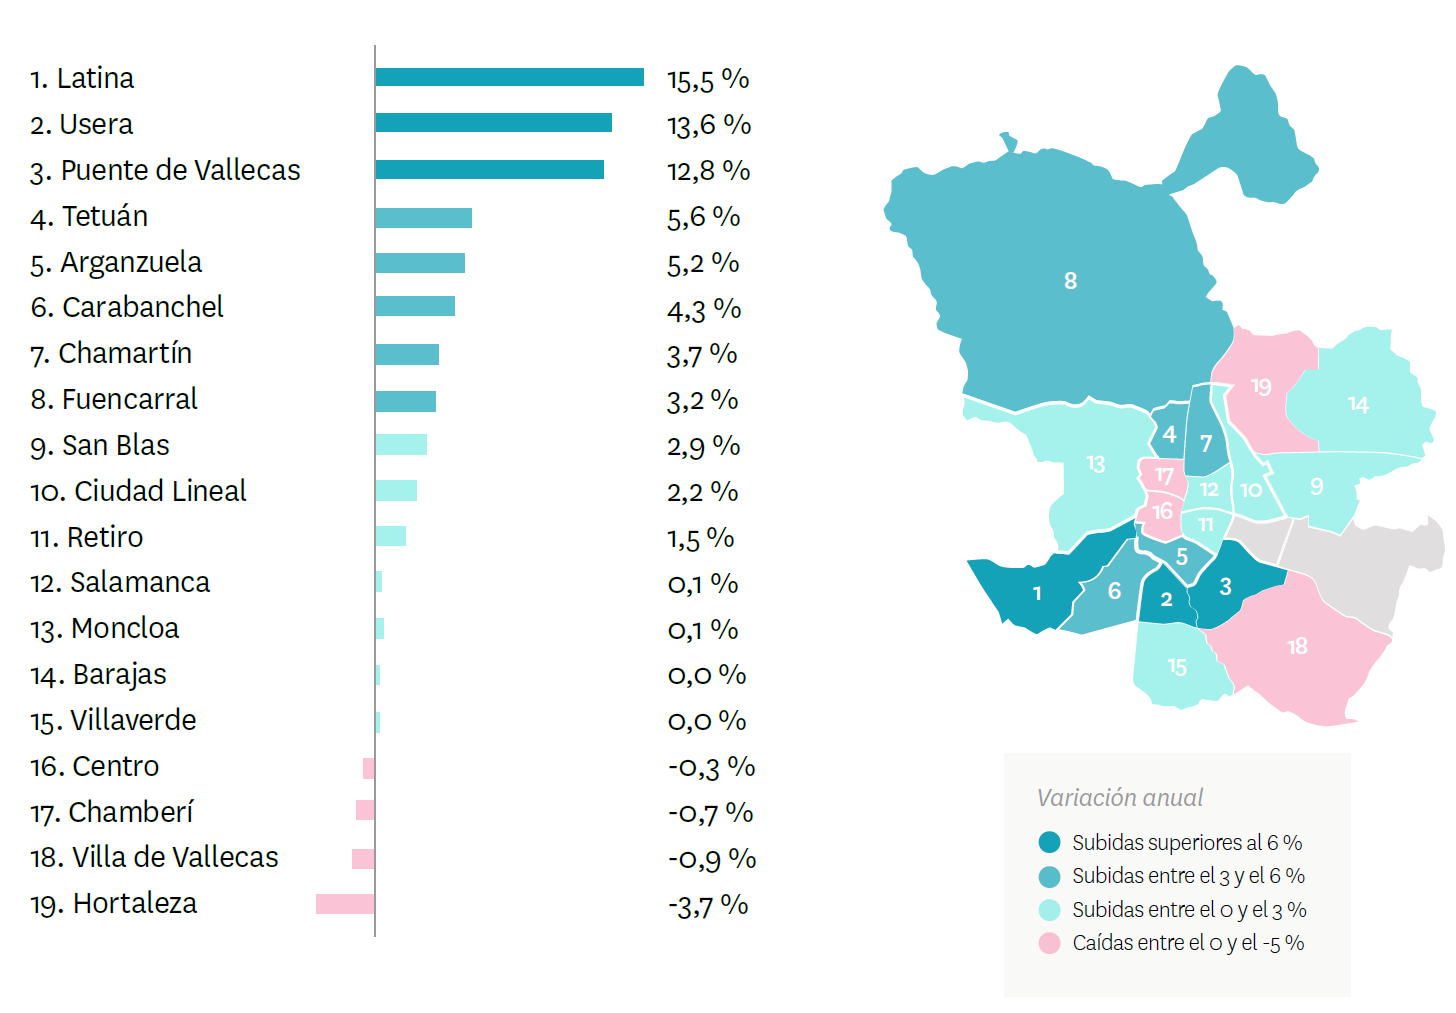 1. Latina 15,5 %
2. Usera 13,6 %
3. Puente de Vallecas 12,8 %
4. Tetuán 5,6 %
5. Arganzuela 5,2 %
6. Carabanchel 4,3 %
7. Chamartín 3,7 %
8. Fuencarral 3,2 %
9. San Blas 2,9 %
10. Ciudad Lineal 2,2 %
11. Retiro 1,5 %
12. Salamanca 0,1 %
13. Moncloa 0,1 %
14. Barajas 0,0 %
15. Villaverde 0,0 %
16. Centro -0,3 %
17. Chamberí -0,7 %
18. Villa de Vallecas -0,9 %
19. Hortaleza -3,7 %
8
19
14
4
7
13
17
12
10
9
16
11
5
1
6
2
3
18
15
Variación anual
Subidas superiores al 6 %
Subidas entre el 3 y el 6 %
Subidas entre el 0 y el 3 %
Caídas entre el 0 y el -5 %